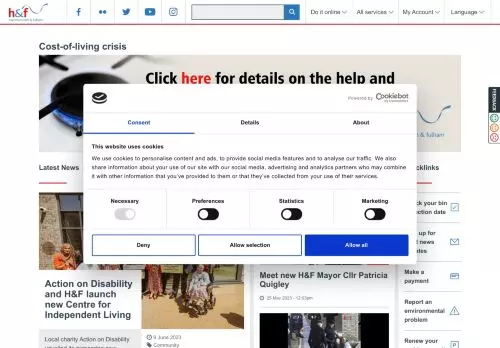 h&f
hammersmith & fulham
Do it online
All services
My Account
Language
Cost-of-living crisis
Click here for details on the help and
& fulham
FEEDBACK
Powered by Cookiebot
Consent
Details
About
This website uses cookies
We use cookies to personalise content and ads, to provide social media features and to analyse our traffic. We also
share information about your use of our site with our social media, advertising and analytics partners who may combine
it with other information that you've provided to them or that they've collected from your use of their services.
Necessary
Preferences
Statistics
Marketing
Deny
Allow selection
Allow all
Latest News
cklinks
Action on Disability
and H&F launch
new Centre for
Independent Living
9 June 2023
Community
Local charity Action on Disability
Meet new H&F Mayor Cllr Patricia
Quigley
25 May 2023 - 12:03pm
ck your bin
ction date
up for
news
ates
Make a
payment
Report an
environmental
problem
Renew your